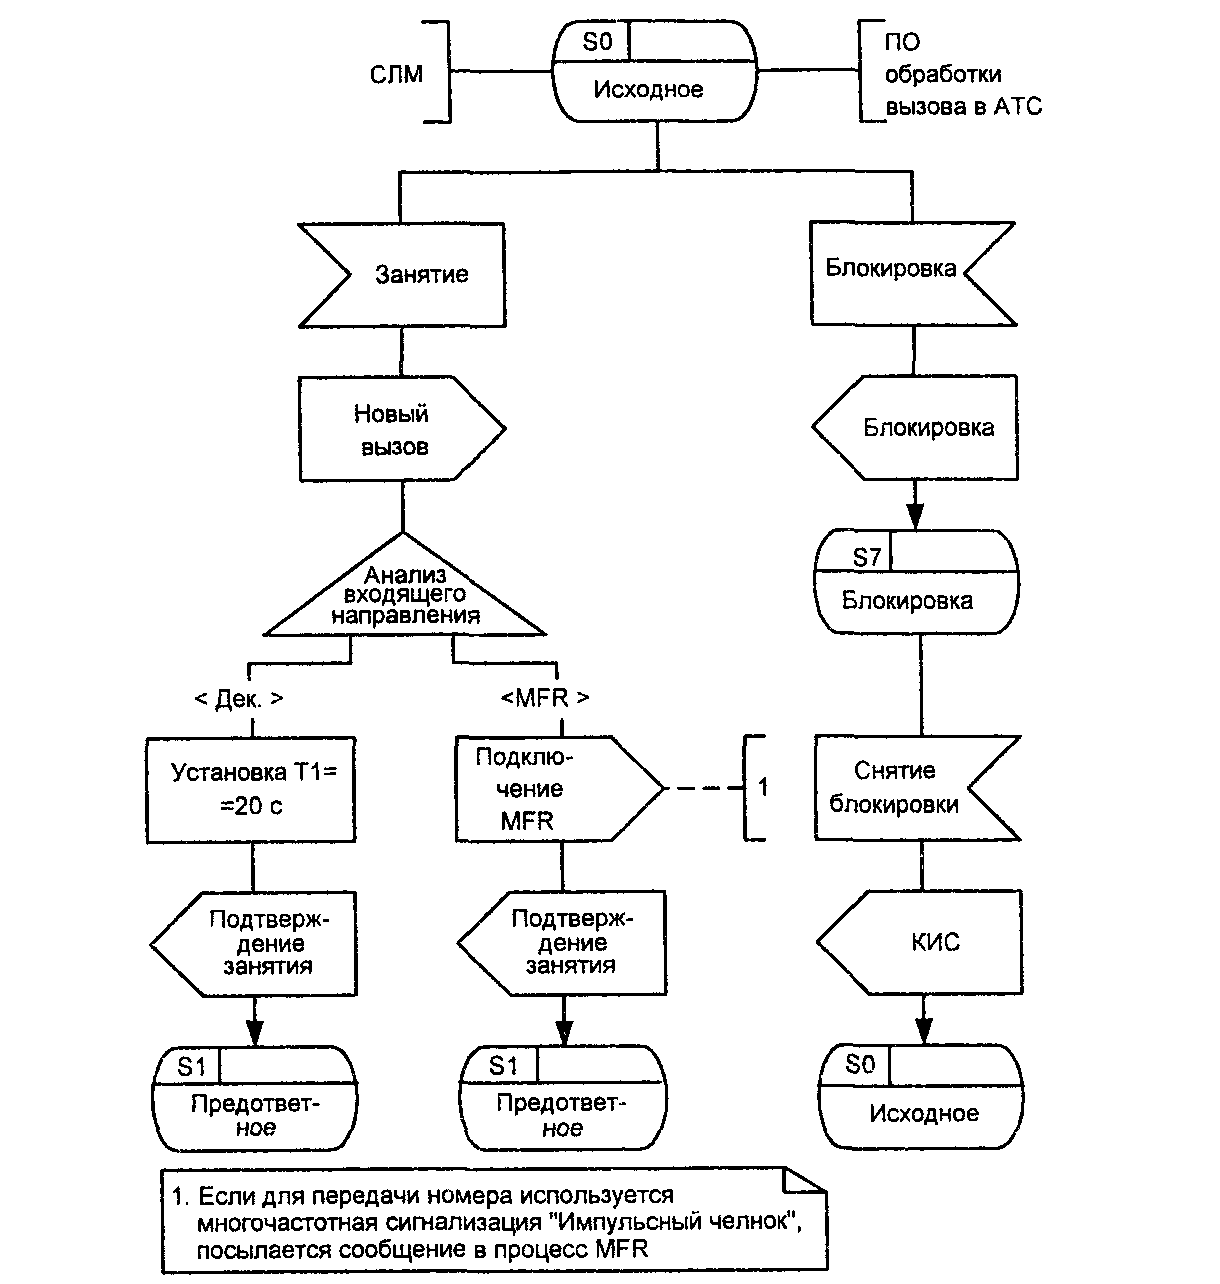 СЛМ
S0
Исходное
ПО
обработки
вызова в АТС
Занятие
Блокировка
Новый
вызов
Блокировка
Анализ
входящего
направления
S7
Блокировка
< Дек. >
<MFR >
Установка Т1=
=20 с
Подклю-
чение
MFR
1
Снятие
блокировки
Подтверж-
дение
занятия
Подтверж-
дение
занятия
КИС
S1
Предответ-
ное
S1
Предответ-
ное
S0
Исходное
1. Если для передачи номера используется
многочастотная сигнализация "Импульсный челнок",
посылается сообщение в процесс MFR